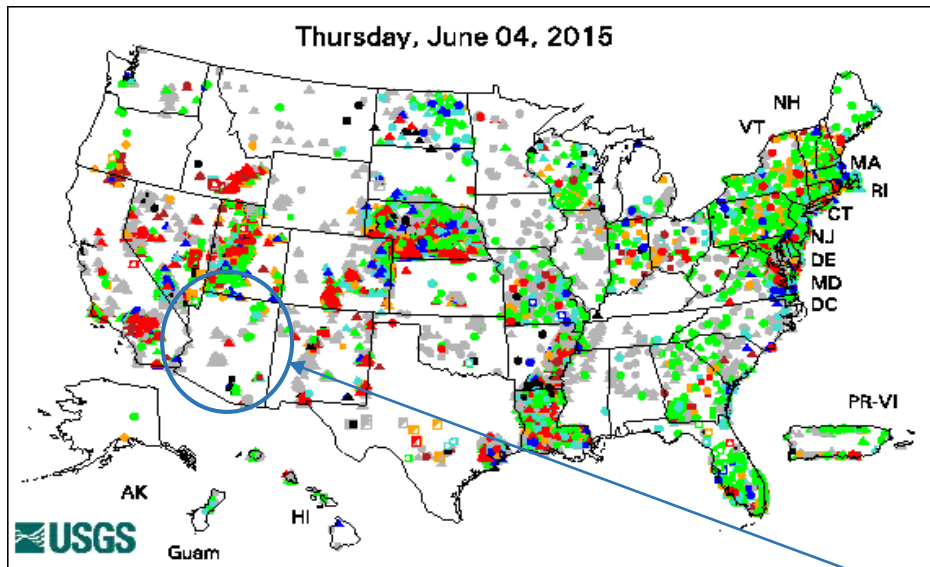 Thursday, June 04, 2015
NH
VT
MA
RI
CT
NJ
DE
MD
DC
PR-VI
AK
HI
Guam
USGS